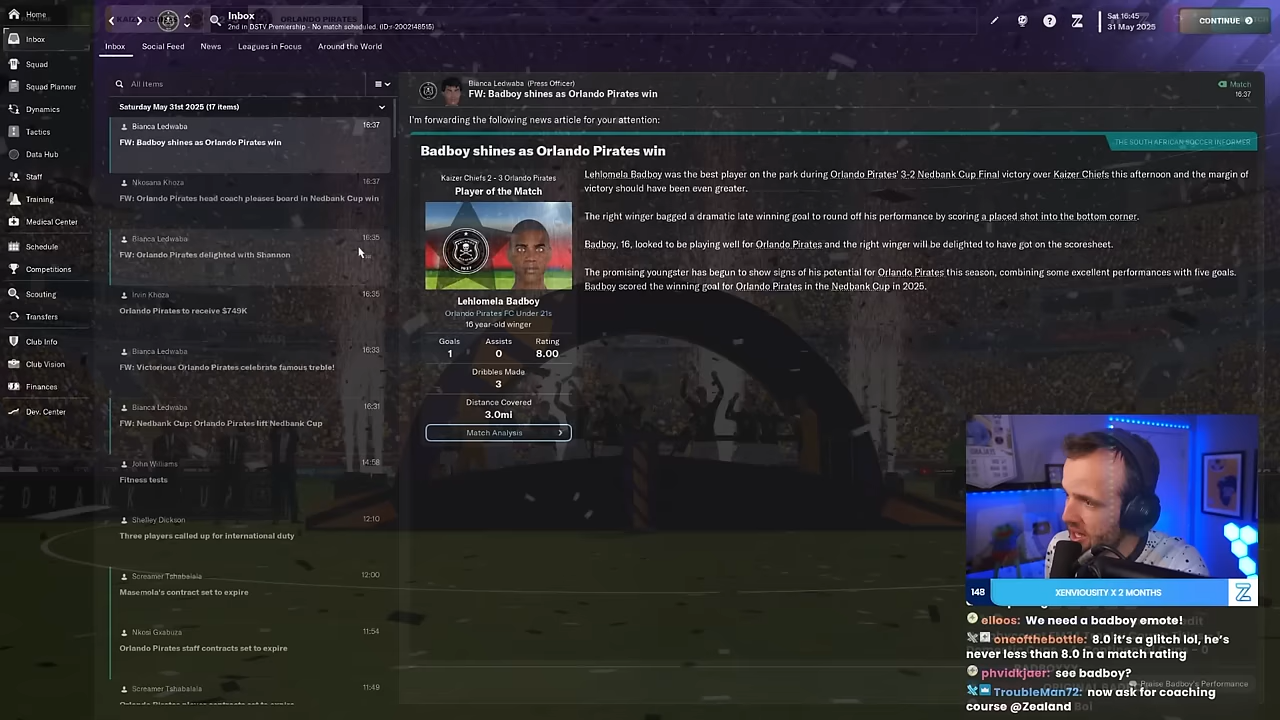 Home
Inbox
Squad
Squad Planner
Dynamics
Tactics
Data Hub
Staff
Training
Medical Center
Schedule
Competitions
Scouting
Transfers
Club Info
Club Vision
Finances
Dev. Center
Inbox
2nd in DSTV Premiership - No match scheduled. (ID:r-2002148515)
ORLANDO PIRATES
Sat 16:45
31 May 2025
CONTINUE
Inbox Social Feed News Leagues in Focus Around the World
All Items
Saturday May 31st 2025 (17 items)
Bianca Ledwaba 16:37
FW: Badboy shines as Orlando Pirates win
Nkosana Khoza 16:37
FW: Orlando Pirates head coach pleases board in Nedbank Cup win
Bianca Ledwaba 16:35
FW: Orlando Pirates delighted with Shannon
Irvin Khoza 16:35
Orlando Pirates to receive $749K
Bianca Ledwaba 16:33
FW: Victorious Orlando Pirates celebrate famous treble!
Bianca Ledwaba 16:31
FW: Nedbank Cup: Orlando Pirates lift Nedbank Cup
John Williams 14:58
Fitness tests
Shelley Dickson 12:10
Three players called up for international duty
Screamer Tshabalala 12:00
Masemola's contract set to expire
Nkosi Gxabuza 11:54
Orlando Pirates staff contracts set to expire
Screamer Tshabalala 11:49
Orlando Pirates player contracts set to expire
Bianca Ledwaba (Press Officer)
FW: Badboy shines as Orlando Pirates win
Match
16:37
I'm forwarding the following news article for your attention:
THE SOUTH AFRICAN SOCCER INFORMER
Badboy shines as Orlando Pirates win
Kaizer Chiefs 2 - 3 Orlando Pirates
Player of the Match
Lehlomela Badboy
Orlando Pirates FC Under 21s
16 year-old winger
Goals Assists Rating
1 0 8.00
Dribbles Made
3
Distance Covered
3.0mi
Match Analysis
Lehlomela Badboy was the best player on the park during Orlando Pirates' 3-2 Nedbank Cup Final victory over Kaizer Chiefs this afternoon and the margin of
victory should have been even greater.
The right winger bagged a dramatic late winning goal to round off his performance by scoring a placed shot into the bottom corner.
Badboy, 16, looked to be playing well for Orlando Pirates and the right winger will be delighted to have got on the scoresheet.
The promising youngster has begun to show signs of his potential for Orlando Pirates this season, combining some excellent performances with five goals.
Badboy scored the winning goal for Orlando Pirates in the Nedbank Cup in 2025.
148 XENVIOUSITY X 2 MONTHS
elloos: We need a badboy emote!
oneofthebottle: 8.0 it's a glitch lol, he's
never less than 8.0 in a match rating
phvidkjaer: see badboy?
Praise Badboy's Performance
TroubleMan72: now ask for coaching
course @Zealand